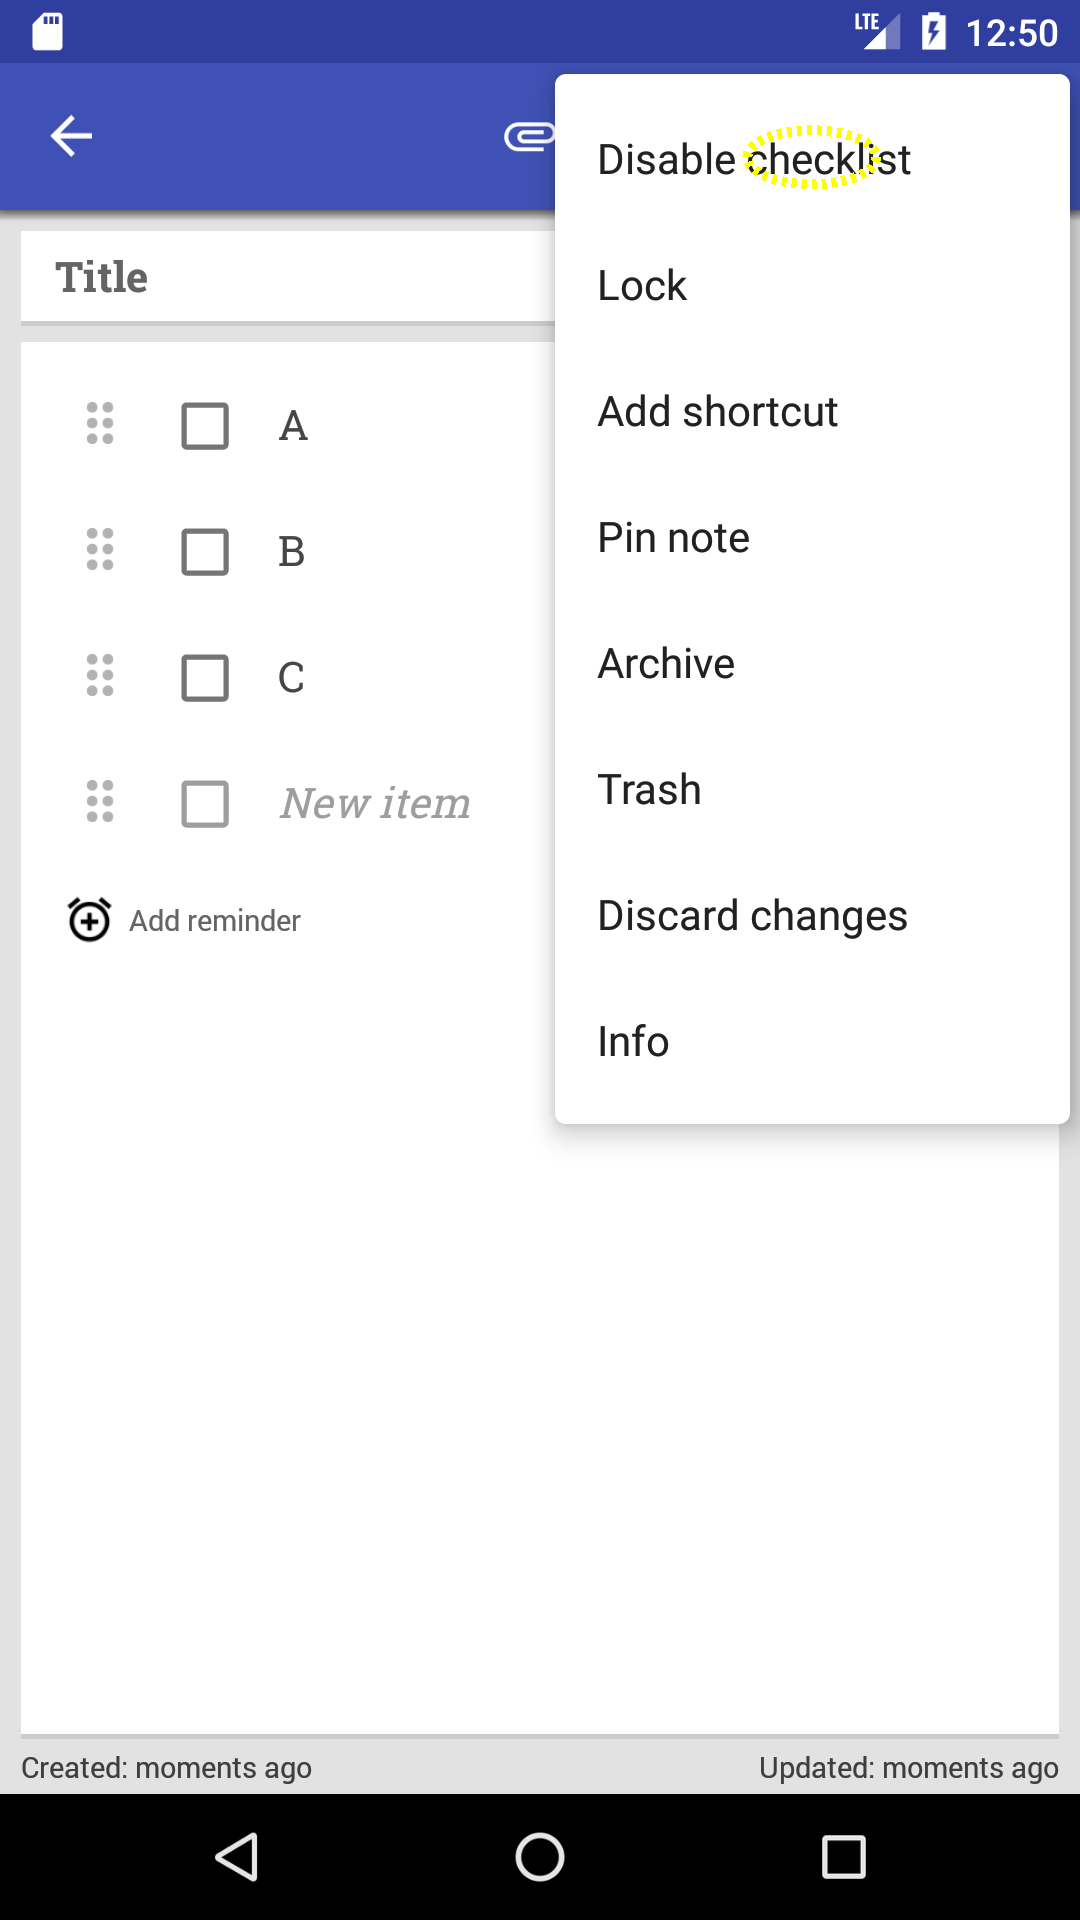 LTE 12:50
Disable checklist
Title
Lock
A
Add shortcut
B
Pin note
C
Archive
New item
Trash
Add reminder
Discard changes
Info
Created: moments ago Updated: moments ago